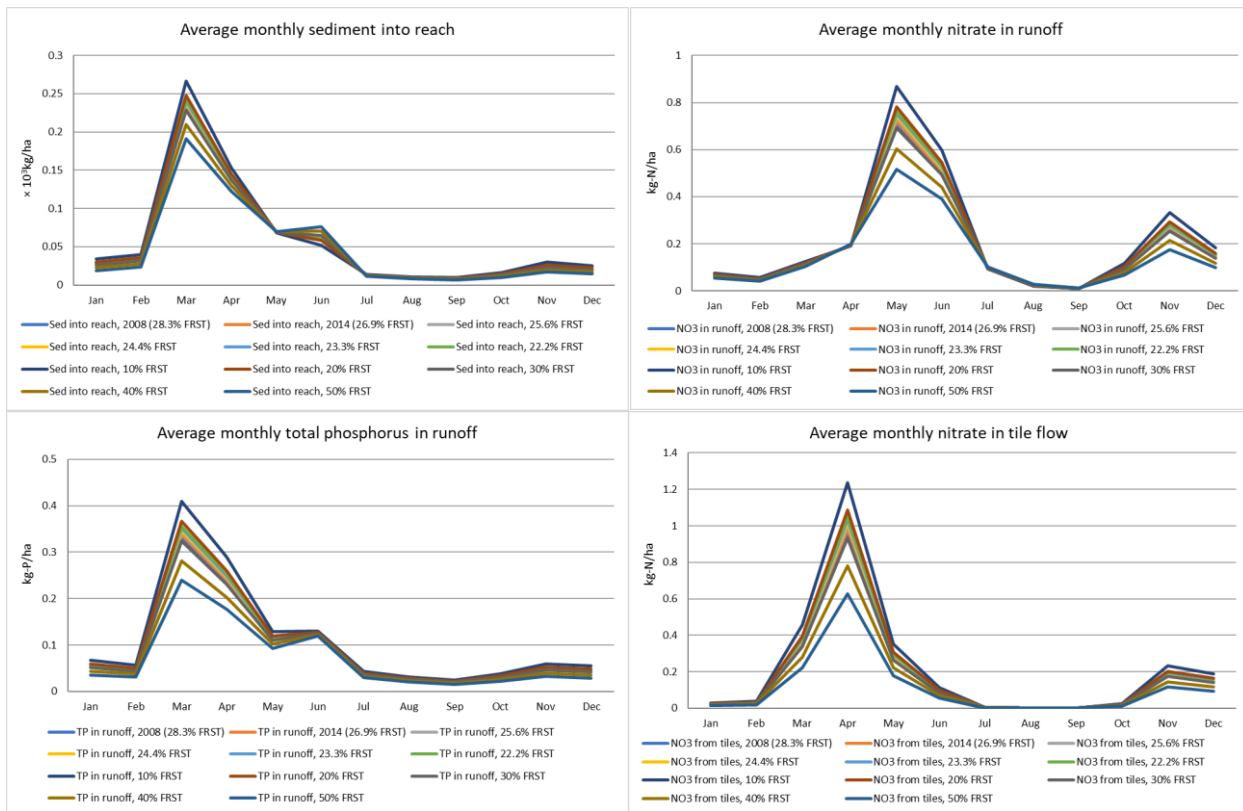 Average monthly sediment into reach
0.3
0.25
0.2
0.15
0.1
0.05
0
× 10³kg/ha
Jan Feb Mar Apr May Jun Jul Aug Sep Oct Nov Dec
Sed into reach, 2008 (28.3% FRST) Sed into reach, 2014 (26.9% FRST) Sed into reach, 25.6% FRST
Sed into reach, 24.4% FRST Sed into reach, 23.3% FRST Sed into reach, 22.2% FRST
Sed into reach, 10% FRST Sed into reach, 20% FRST Sed into reach, 30% FRST
Sed into reach, 40% FRST Sed into reach, 50% FRST
Average monthly nitrate in runoff
1
0.8
0.6
0.4
0.2
0
kg-N/ha
Jan Feb Mar Apr May Jun Jul Aug Sep Oct Nov Dec
NO3 in runoff, 2008 (28.3% FRST) NO3 in runoff, 2014 (26.9% FRST) NO3 in runoff, 25.6% FRST
NO3 in runoff, 24.4% FRST NO3 in runoff, 23.3% FRST NO3 in runoff, 22.2% FRST
NO3 in runoff, 10% FRST NO3 in runoff, 20% FRST NO3 in runoff, 30% FRST
NO3 in runoff, 40% FRST NO3 in runoff, 50% FRST
Average monthly total phosphorus in runoff
0.5
0.4
0.3
0.2
0.1
0
kg-P/ha
Jan Feb Mar Apr May Jun Jul Aug Sep Oct Nov Dec
TP in runoff, 2008 (28.3% FRST) TP in runoff, 2014 (26.9% FRST) TP in runoff, 25.6% FRST
TP in runoff, 24.4% FRST TP in runoff, 23.3% FRST TP in runoff, 22.2% FRST
TP in runoff, 10% FRST TP in runoff, 20% FRST TP in runoff, 30% FRST
TP in runoff, 40% FRST TP in runoff, 50% FRST
Average monthly nitrate in tile flow
1.4
1.2
1
0.8
0.6
0.4
0.2
0
kg-N/ha
Jan Feb Mar Apr May Jun Jul Aug Sep Oct Nov Dec
NO3 from tiles, 2008 (28.3% FRST) NO3 from tiles, 2014 (26.9% FRST) NO3 from tiles, 25.6% FRST
NO3 from tiles, 24.4% FRST NO3 from tiles, 23.3% FRST NO3 from tiles, 22.2% FRST
NO3 from tiles, 10% FRST NO3 from tiles, 20% FRST NO3 from tiles, 30% FRST
NO3 from tiles, 40% FRST NO3 from tiles, 50% FRST